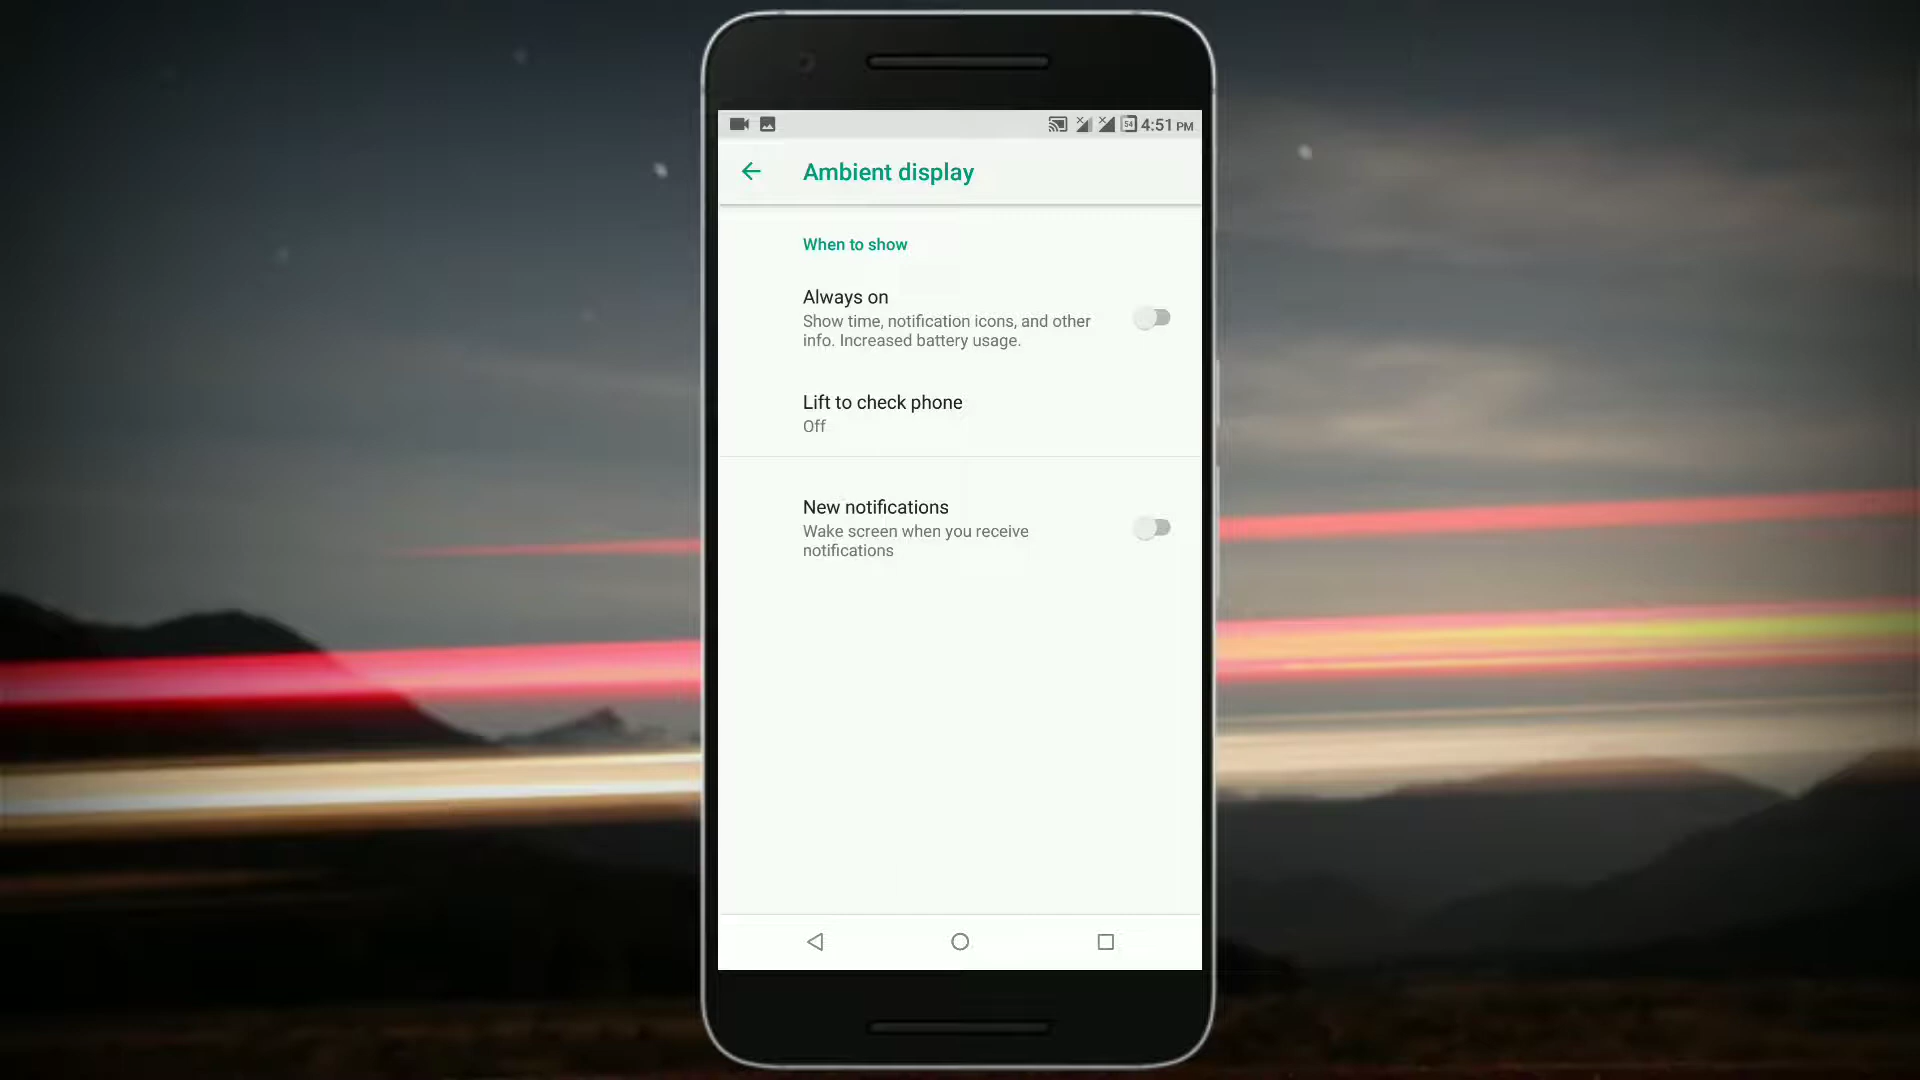 54 4:51 PM
Ambient display
When to show
Always on
Show time, notification icons, and other
info. Increased battery usage.
Lift to check phone
Off
New notifications
Wake screen when you receive
notifications